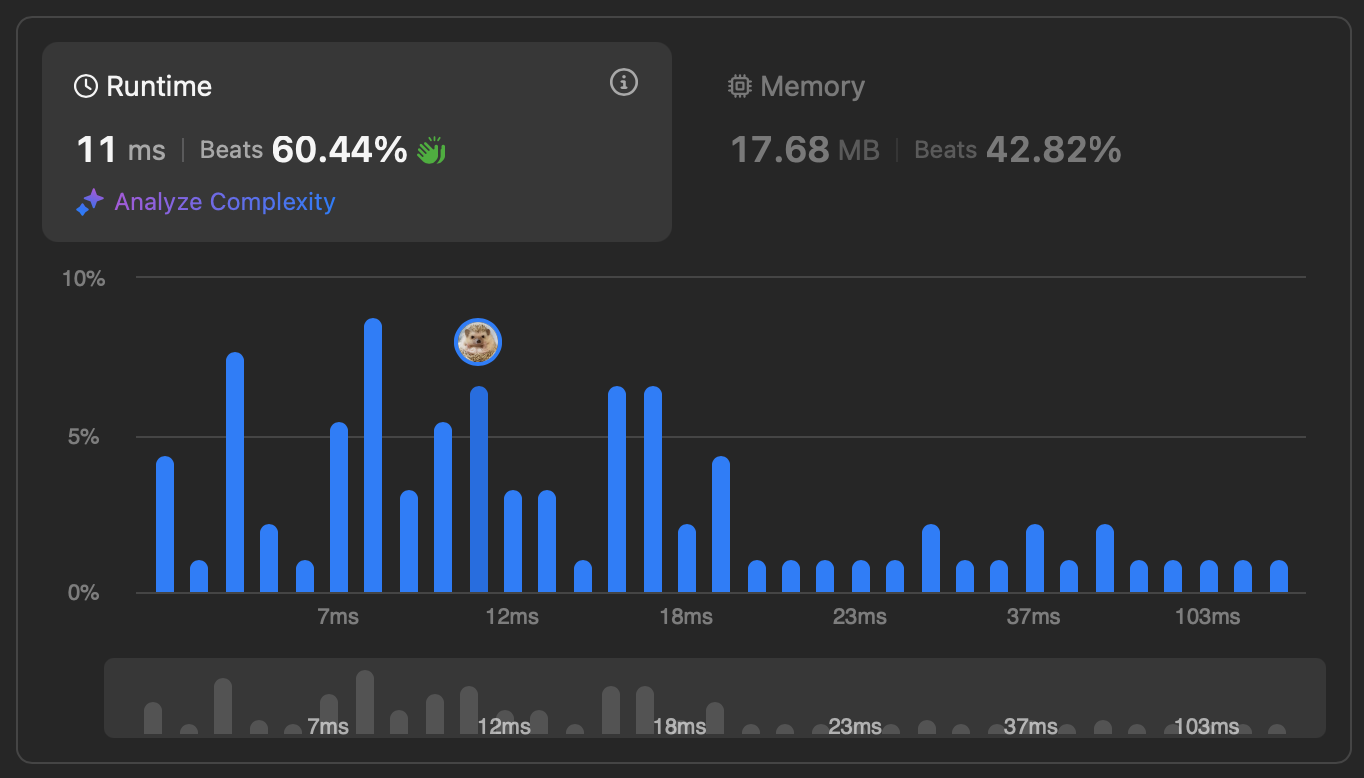 Runtime
11 ms | Beats 60.44%
Analyze Complexity
Memory
17.68 MB | Beats 42.82%
10%
5%
0%
7ms 12ms 18ms 23ms 37ms 103ms
7ms 12ms 18ms 23ms 37ms 103ms